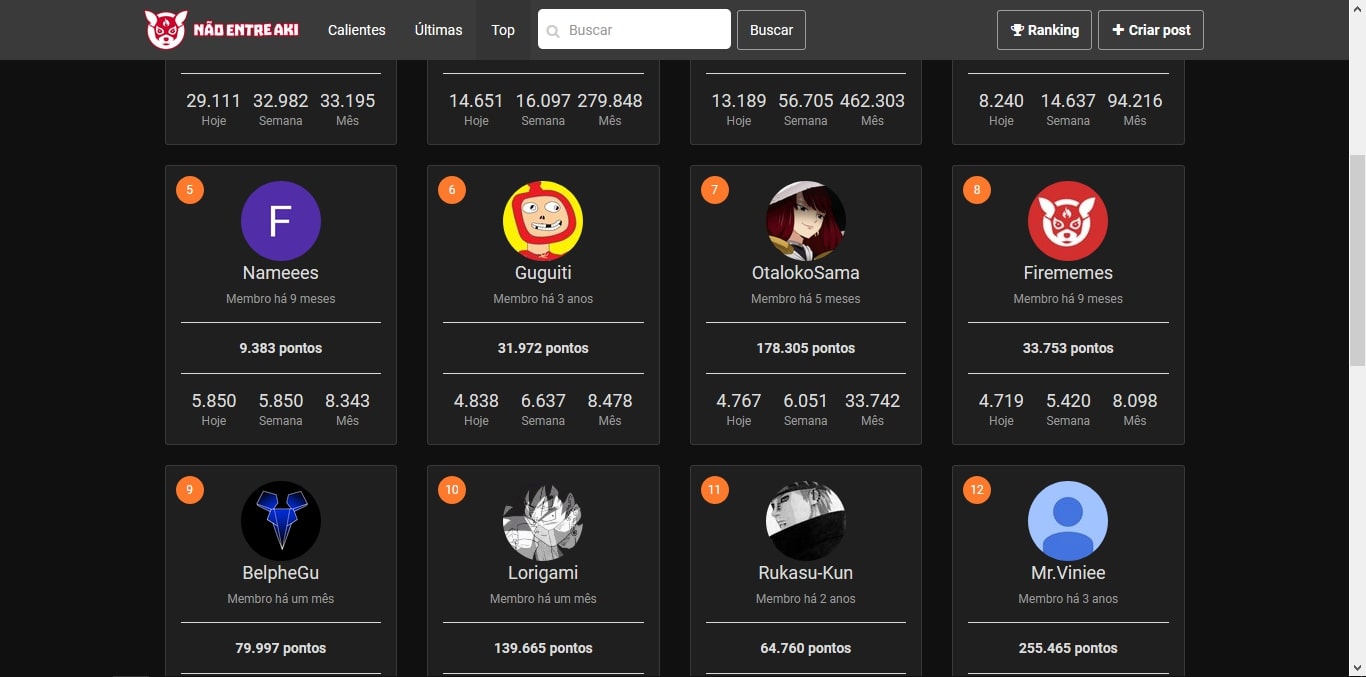 NÃO ENTRE AKI Calientes Últimas Top Buscar Buscar Ranking Criar post
29.111 32.982 33.195 14.651 16.097 279.848 13.189 56.705 462.303 8.240 14.637 94.216
Hoje Semana Mês Hoje Semana Mês Hoje Semana Mês Hoje Semana Mês
5 6 7 8
F
Nameees Guguiti OtalokoSama Firememes
Membro há 9 meses Membro há 3 anos Membro há 5 meses Membro há 9 meses
9.383 pontos 31.972 pontos 178.305 pontos 33.753 pontos
5.850 5.850 8.343 4.838 6.637 8.478 4.767 6.051 33.742 4.719 5.420 8.098
Hoje Semana Mês Hoje Semana Mês Hoje Semana Mês Hoje Semana Mês
9 10 11 12
BelpheGu Lorigami Rukasu-Kun Mr.Viniee
Membro há um mês Membro há um mês Membro há 2 anos Membro há 3 anos
79.997 pontos 139.665 pontos 64.760 pontos 255.465 pontos